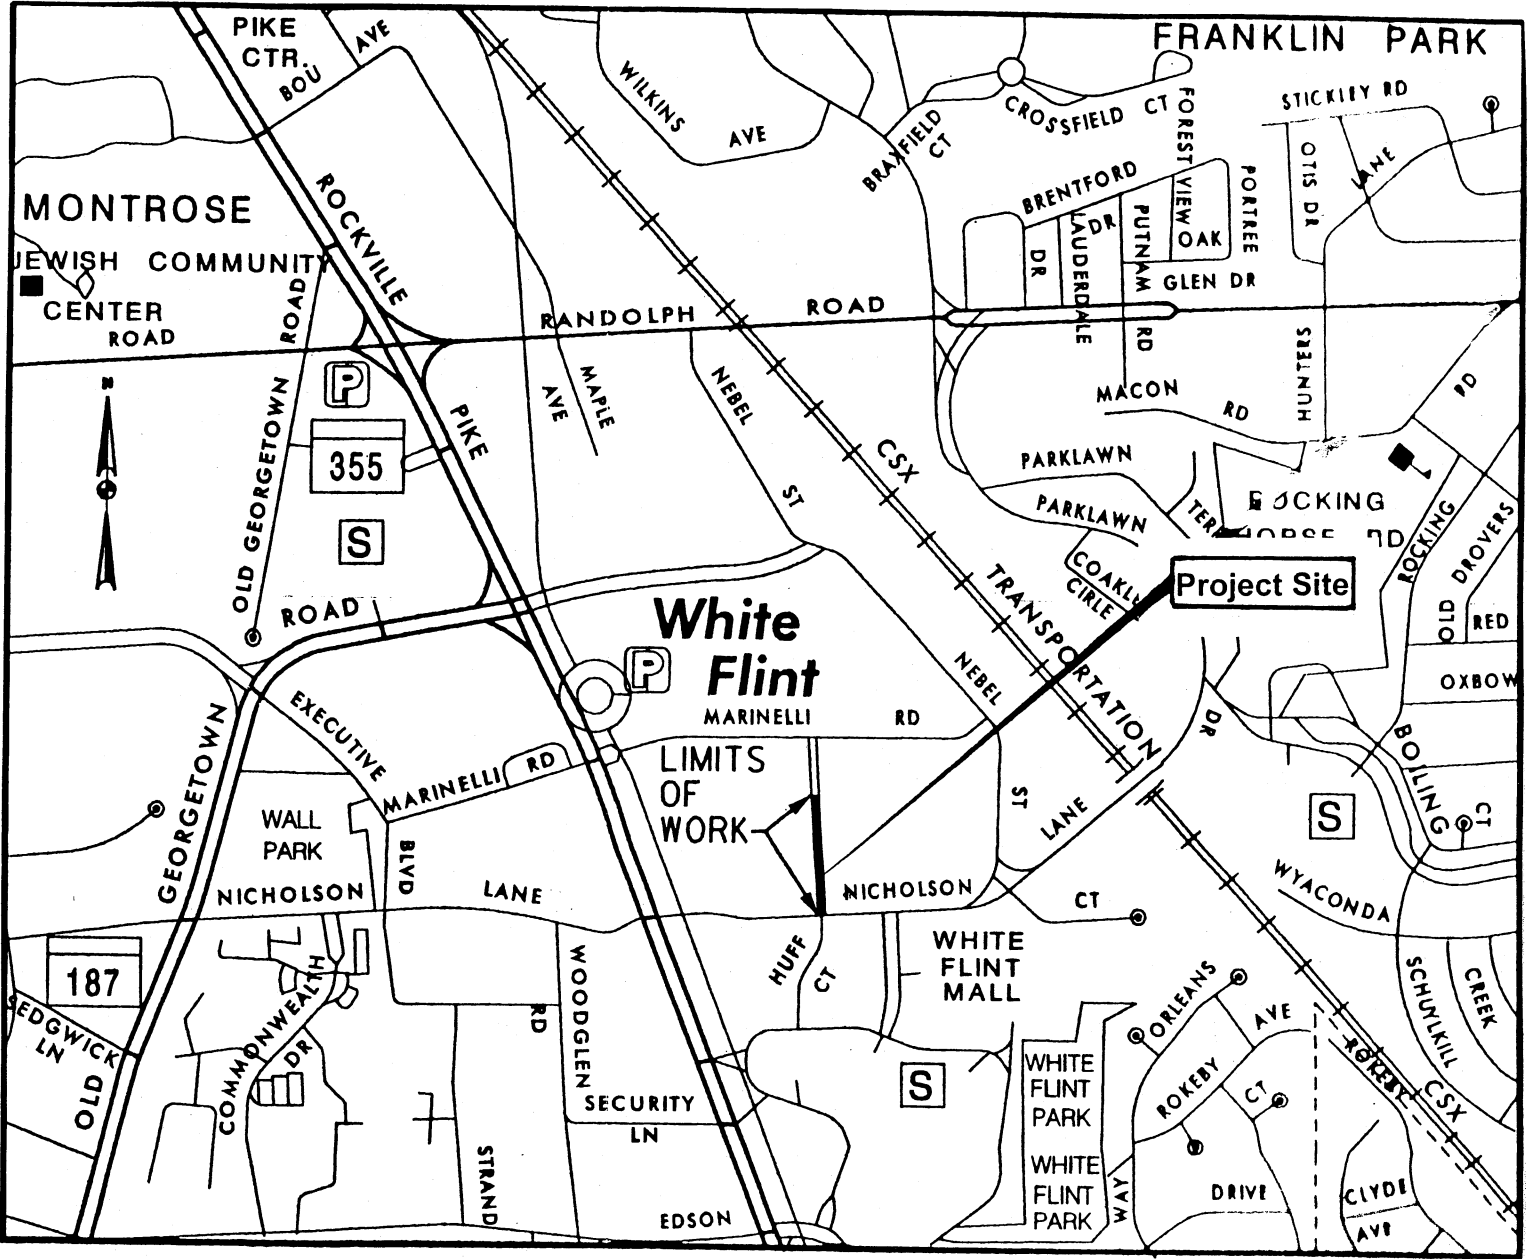 PIKE
CTR.
BOU AVE
FRANKLIN PARK
WILKINS AVE
BRAXFIELD CT
CROSSFIELD CT
STICKLEY RD
FOREST VIEW
OTIS DR
LANE
BRENTFORD
DR
PORTREE
OAK
GLEN DR
DR
LAUDERDALE
PUTNAM RD
ROCKVILLE
MONTROSE
JEWISH COMMUNITY
CENTER
ROAD
ROAD
RANDOLPH ROAD
N
OLD GEORGETOWN
P
355
PIKE
MAPLE
AVE
NEBEL
ST
CSX
TRANSPORTATION
MACON RD
HUNTERS
RD
PARKLAWN
PARKLAWN
TER
COAKL
CIRLE
OCKING
HORSE RD
ROCKING
OLD
DROVERS
RED
OXBOW
S
ROAD
Project Site
White
Flint
P
MARINELLI RD
NEBEL
ST
LANE
DR
BOILING
CT
S
EXECUTIVE
BLVD
MARINELLI RD
GEORGETOWN
LIMITS
OF
WORK
WALL
PARK
NICHOLSON LANE
NICHOLSON
CT
WYACONDA
187
SEDGWICK
LN
OLD
COMMONWEALTH
DR
WOODGLEN
RD
STRAND
SECURITY
LN
EDSON
HUFF
CT
WHITE
FLINT
MALL
S
WHITE
FLINT
PARK
WHITE
FLINT
PARK
WAY
ORLEANS
AVE
ROKEBY
CT
DRIVE
ROKEBY
CSX
CLYDE
AVE
SCHUYLKILL
CREEK